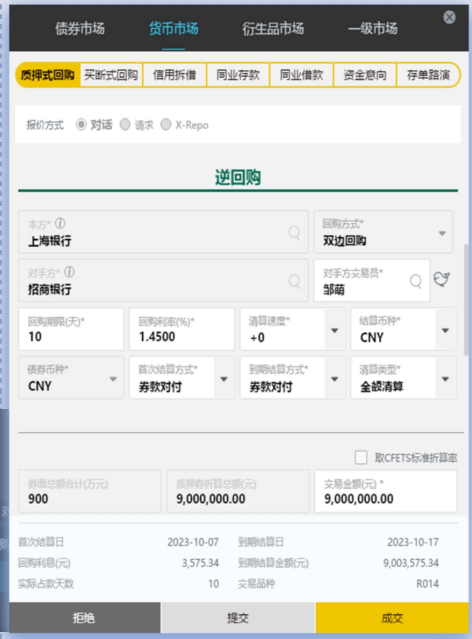 债券市场 货币市场 衍生品市场 一级市场
质押式回购 买断式回购 信用拆借 同业存款 同业借款 资金意向 存单路演
报价方式 对话 请求 X-Repo
逆回购
本方* 回购方式*
上海银行 双边回购
对手方* 对手方交易员*
招商银行 邹萌
回购期限(天)* 回购利率(%)* 清算速度* 结算币种*
10 1.4500 +0 CNY
债券币种* 首次结算方式* 到期结算方式* 清算类型*
CNY 券款对付 券款对付 全额清算
取CFETS标准折算率
券面总额合计(万元) 质押券折算总额(元) 交易金额(元) *
900 9,000,000.00 9,000,000.00
首次结算日 2023-10-07 到期结算日 2023-10-17
回购利息(元) 3,575.34 到期结算金额(元) 9,003,575.34
实际占款天数 10 交易品种 R014
拒绝 提交 成交